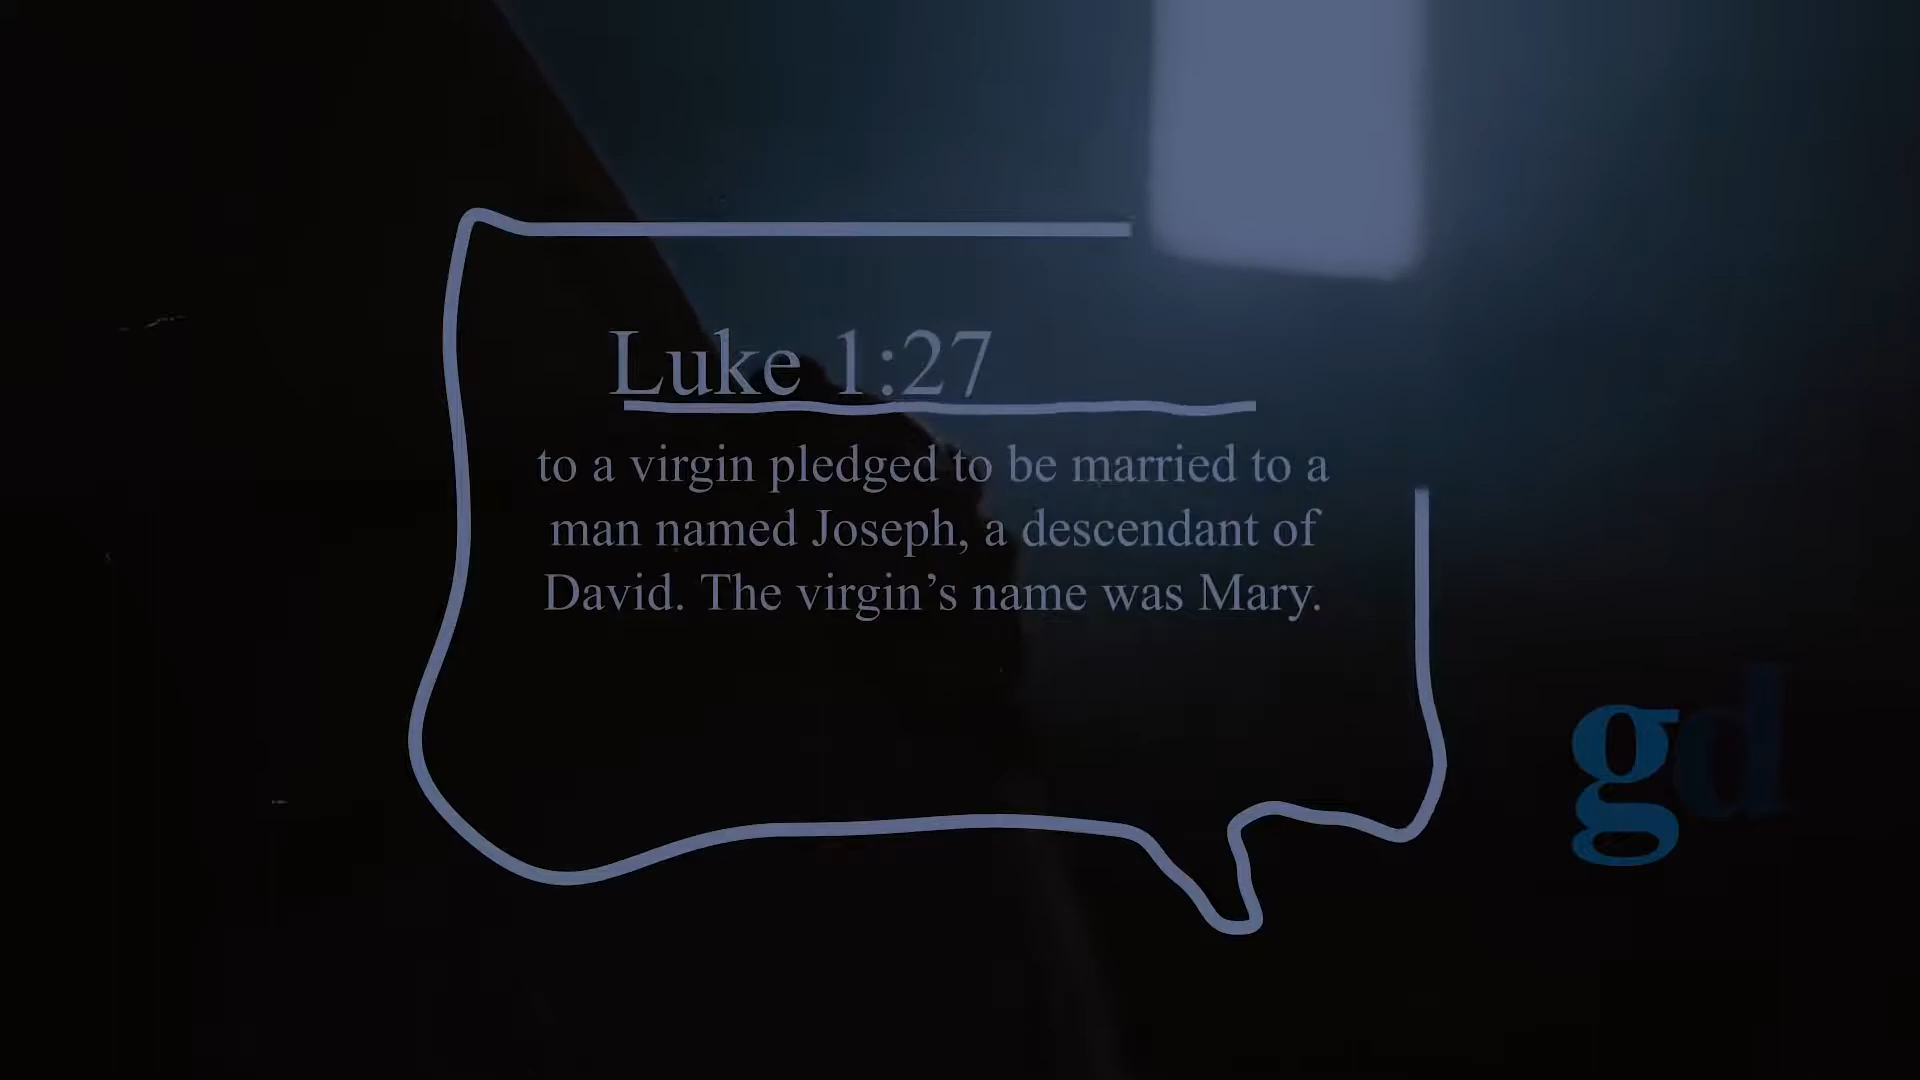 Luke 1:27
to a virgin pledged to be married to a
man named Joseph, a descendant of
David. The virgin’s name was Mary.
gd